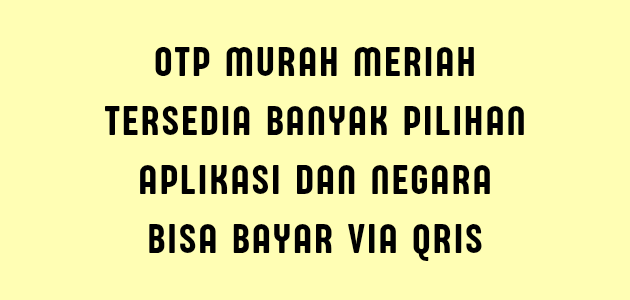 OTP MURAH MERIAH
TERSEDIA BANYAK PILIHAN
APLIKASI DAN NEGARA
BISA BAYAR VIA QRIS